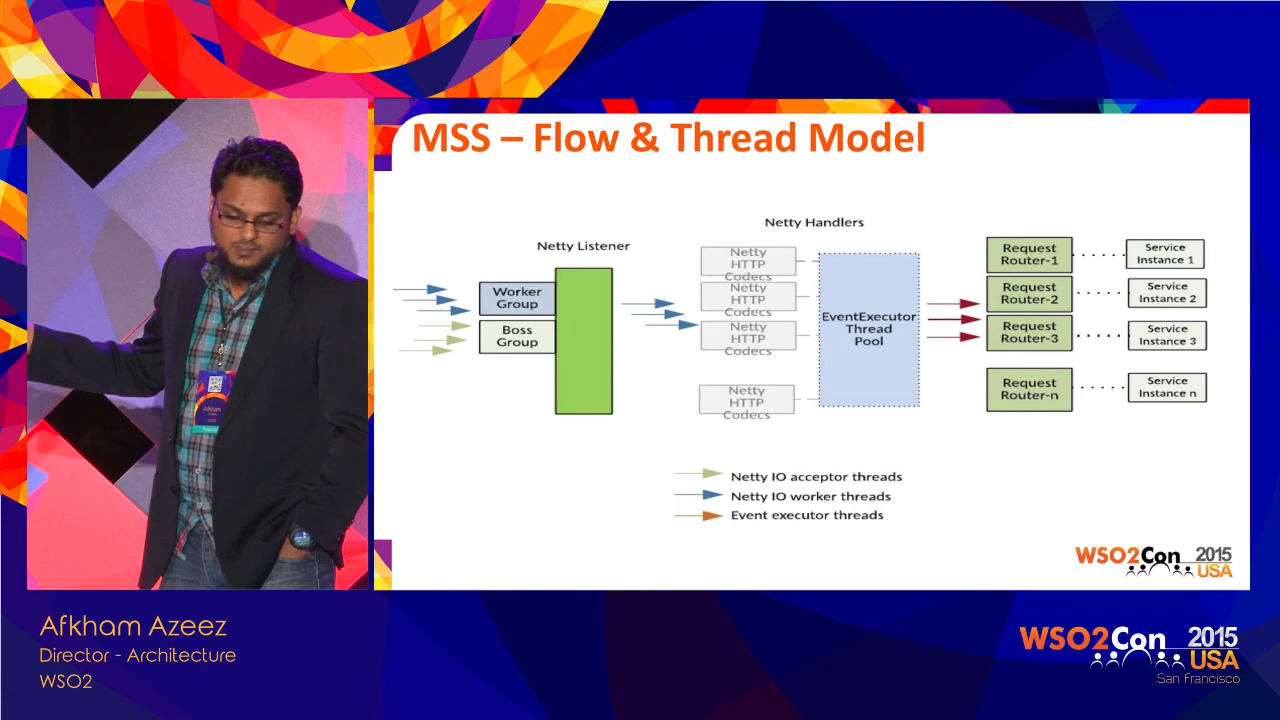 MSS – Flow & Thread Model
Netty Handlers
Netty Listener
Worker
Group
Boss
Group
Netty
HTTP
Codecs
Netty
HTTP
Codecs
Netty
HTTP
Codecs
Netty
HTTP
Codecs
EventExecutor
Thread
Pool
Request
Router-1
Request
Router-2
Request
Router-3
Request
Router-n
Service
Instance 1
Service
Instance 2
Service
Instance 3
Service
Instance n
Netty IO acceptor threads
Netty IO worker threads
Event executor threads
WSO2Con 2015
USA
Afkham
Afkham Azeez
Director - Architecture
WSO2
WSO2Con 2015
USA
San Francisco